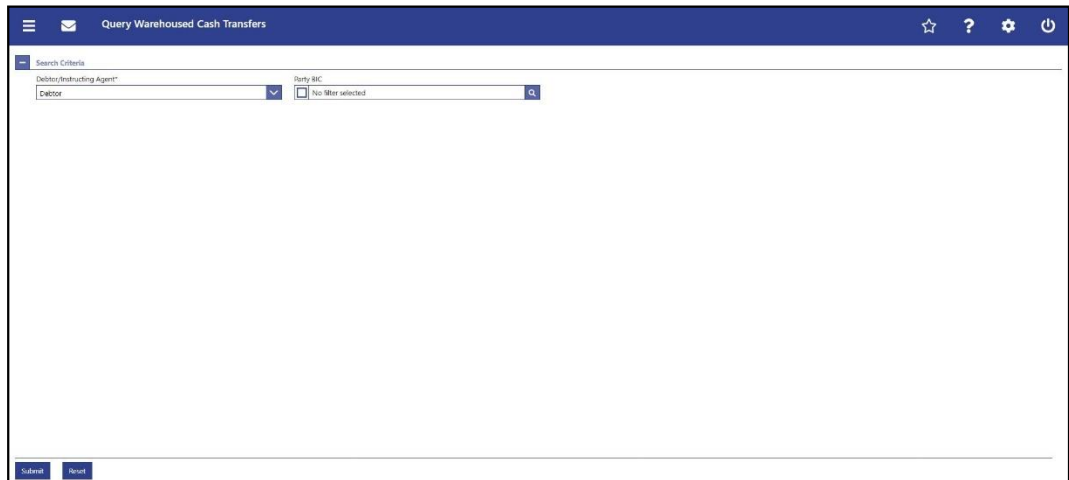 Query Warehoused Cash Transfers
Search Criteria
Debtor/Instructing Agent*
Party BIC
Debtor
No filter selected
Submit
Reset